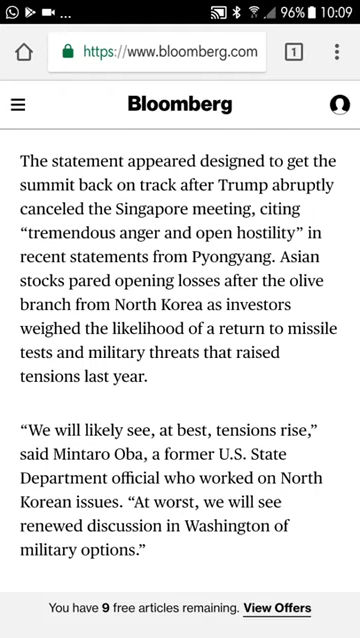 96% 10:09
https://www.bloomberg.com 1
Bloomberg
The statement appeared designed to get the
summit back on track after Trump abruptly
canceled the Singapore meeting, citing
“tremendous anger and open hostility” in
recent statements from Pyongyang. Asian
stocks pared opening losses after the olive
branch from North Korea as investors
weighed the likelihood of a return to missile
tests and military threats that raised
tensions last year.
“We will likely see, at best, tensions rise,”
said Mintaro Oba, a former U.S. State
Department official who worked on North
Korean issues. “At worst, we will see
renewed discussion in Washington of
military options.”
You have 9 free articles remaining. View Offers